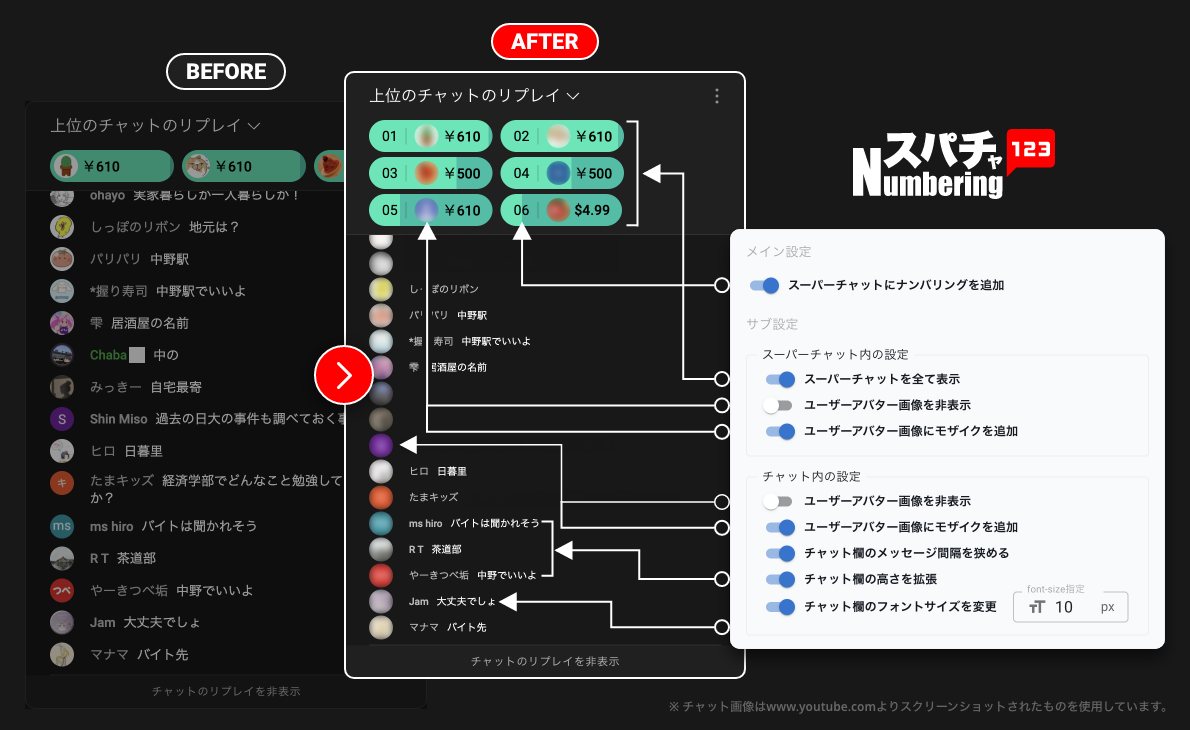 BEFORE
上位のチャットのリプレイ
¥610
¥610
ohayo 実家暮らしか一人暮らしか！
しっぽのリボン 地元は？
パリパリ 中野駅
*握り寿司 中野駅でいいよ
雫 居酒屋の名前
Chaba 中の
みっきー 自宅最寄
S Shin Miso 過去の日大の事件も調べておく
ヒロ 日暮里
キ たまキッズ 経済学部でどんなこと勉強して
か？
ms ms hiro バイトは聞かれそう
R T 茶道部
つべ やーきつべ垢 中野でいいよ
Jam 大丈夫でしょ
マナマ バイト先
チャットのリプレイを非表示
AFTER
上位のチャットのリプレイ
01 ¥610
02 ¥610
03 ¥500
04 ¥500
05 ¥610
06 $4.99
し ぽのリボン
パリ パリ 中野駅
*握 寿司 中野駅でいいよ
雫 居酒屋の名前
ヒロ 日暮里
たまキッズ
ms hiro バイトは聞かれそう
R T 茶道部
やーきつべ垢 中野でいいよ
Jam 大丈夫でしょ
マナマ バイト先
チャットのリプレイを非表示
スパチャ 123
Numbering
メイン設定
スーパーチャットにナンバリングを追加
サブ設定
スーパーチャット内の設定
スーパーチャットを全て表示
ユーザーアバター画像を非表示
ユーザーアバター画像にモザイクを追加
チャット内の設定
ユーザーアバター画像を非表示
ユーザーアバター画像にモザイクを追加
チャット欄のメッセージ間隔を狭める
チャット欄の高さを拡張
チャット欄のフォントサイズを変更
font-size指定
TT 10 px
※ チャット画像はwww.youtube.comよりスクリーンショットされたものを使用しています。